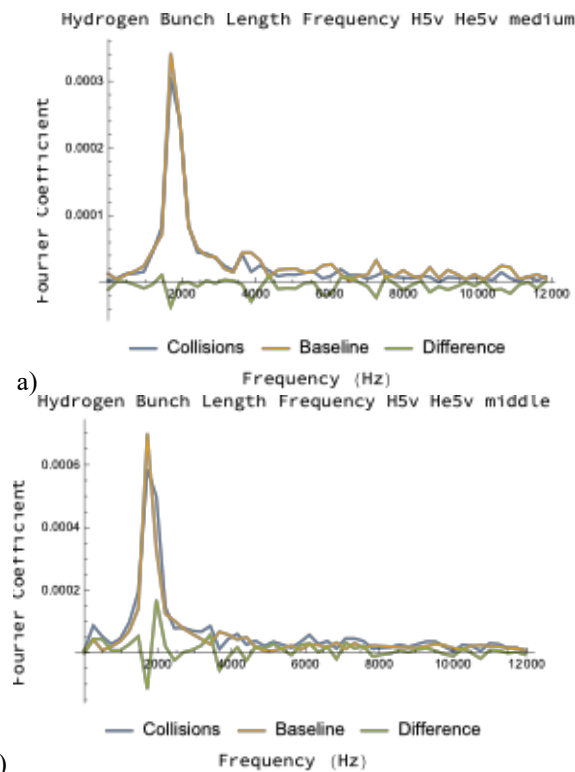 Hydrogen Bunch Length Frequency H5v He5v medium
0.0003
0.0002
0.0001
Fourier Coefficient
2000 4000 6000 8000 10000 12000
Collisions Baseline Difference
a) Frequency (Hz)
Hydrogen Bunch Length Frequency H5v He5v middle
0.0006
0.0004
0.0002
Fourier Coefficient
2000 4000 6000 8000 10000 12000
Collisions Baseline Difference
) Frequency (Hz)